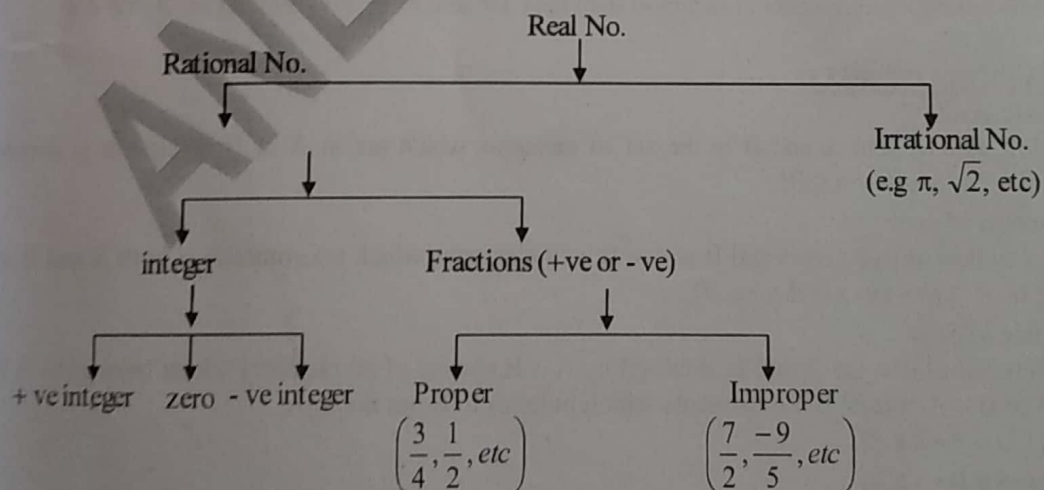 Real No.
Rational No.
Irrational No.
(e.g π, √2, etc)
integer Fractions (+ve or - ve)
+ ve integer zero - ve integer Proper Improper
(3/4, 1/2, etc) (7/2, -9/5, etc)